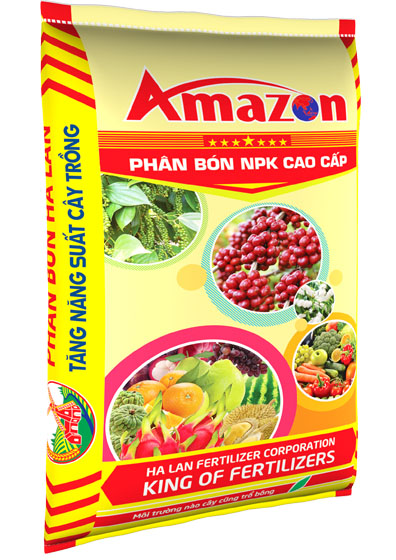 Amazon
PHÂN BÓN NPK CAO CẤP
PHÂN BÓN HÀ LAN
TĂNG NĂNG SUẤT CÂY TRỒNG
HA LAN FERTILIZER CORPORATION
KING OF FERTILIZERS
Môi trường nào cây cũng trổ bông